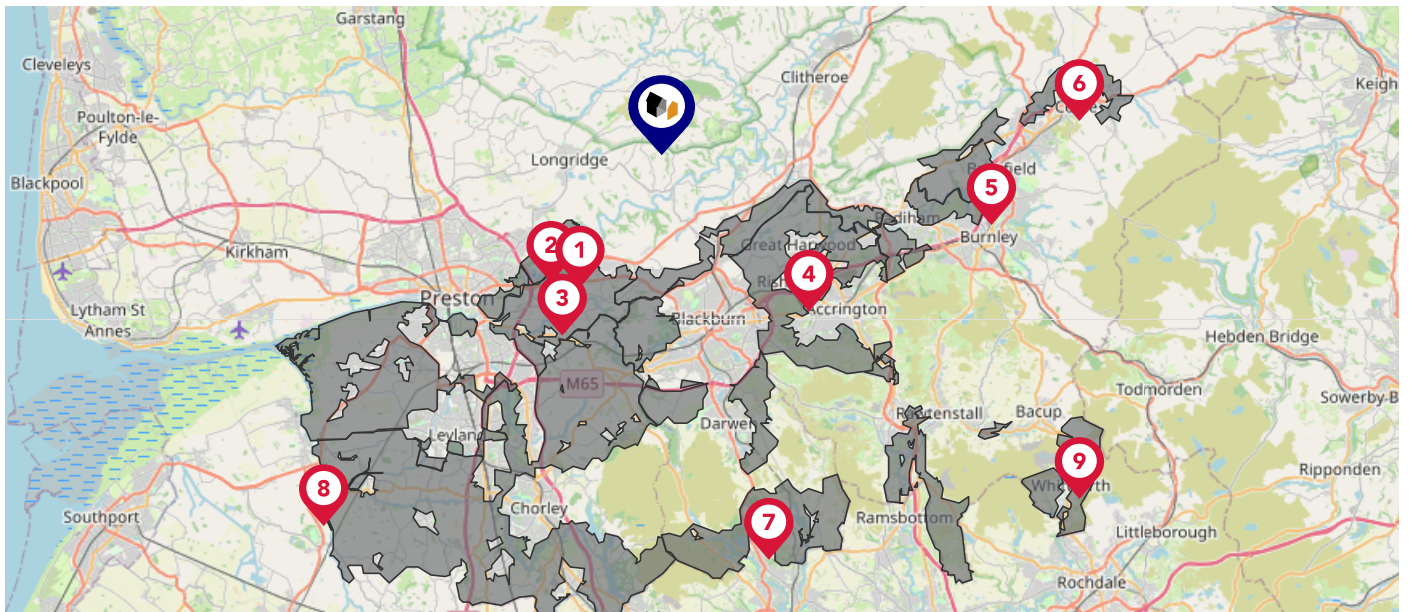 Garstang
Cleveleys
Clitheroe
Keigh
6
Poulton-le-
Fylde
Longridge
Blackpool
5
Padiham
Burnley
Great Harwood
2
1
Kirkham
4
Preston
3
Accrington
Lytham St
Annes
Blackburn
Hebden Bridge
M65
Todmorden
Sowerby B
Bacup
Darwen
Leyland
9
Ripponden
8
Whitworth
Chorley
7
Southport
Ramsbottom
Littleborough
Rochdale